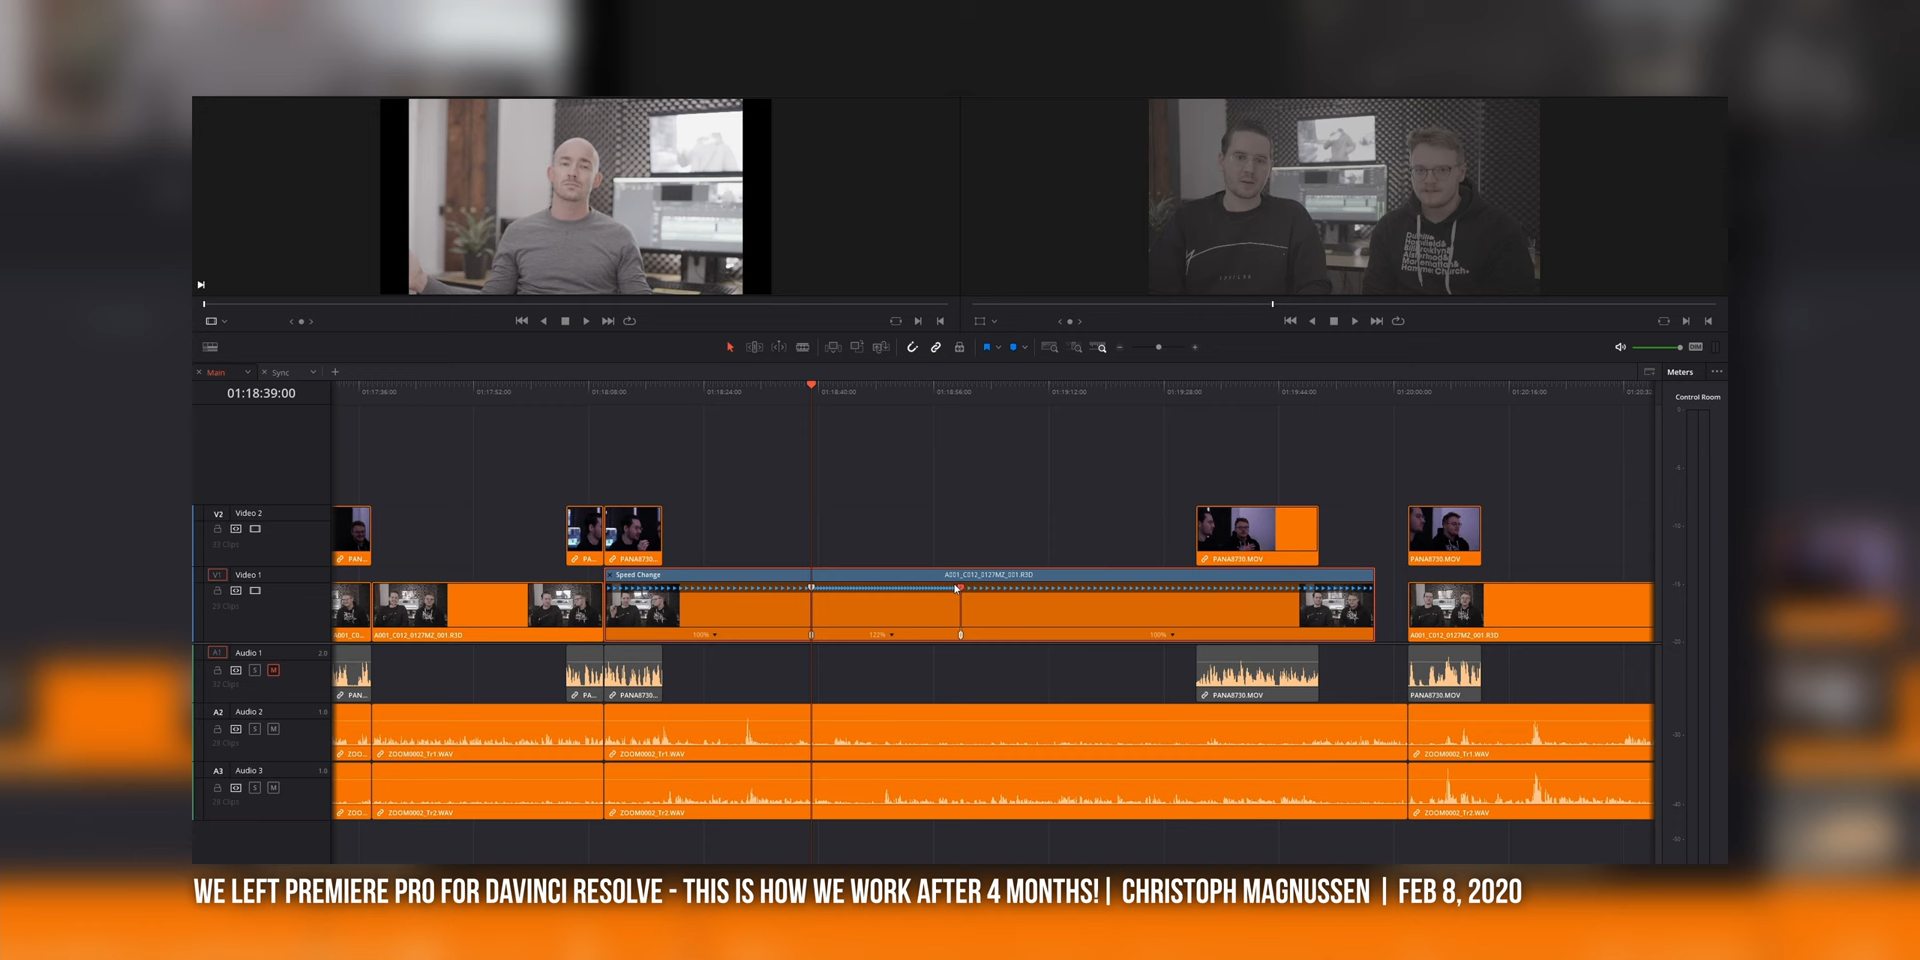 Dublin&
DIM
Main
Sync
Meters
01:18:39:00
01:17:36:00
01:17:52:00
01:18:08:00
01:18:24:00
01:18:40:00
01:18:56:00
01:19:12:00
01:19:28:00
01:19:44:00
01:20:00:00
01:20:16:00
Control Room
V2 Video 2
33 Clips
PAN...
PA...
PANA8730...
PANA8730.MOV
PANA8730.MOV
V1 Video 1
Speed Change
A001_C012_0127MZ_001.R3D
29 Clips
A001_C0...
A001_C012_0127MZ_001.R3D
100%
122%
100%
A001_C012_0127MZ_001.R3D
A1 Audio 1 2.0
S M
32 Clips
PAN...
PA...
PANA8730...
PANA8730.MOV
PANA8730.MOV
A2 Audio 2 1.0
S M
28 Clips
ZOO...
ZOOM0002_Tr1.WAV
ZOOM0002_Tr1.WAV
ZOOM0002_Tr1.WAV
A3 Audio 3 1.0
S M
28 Clips
ZOO...
ZOOM0002_Tr2.WAV
ZOOM0002_Tr2.WAV
ZOOM0002_Tr2.WAV
WE LEFT PREMIERE PRO FOR DAVINCI RESOLVE - THIS IS HOW WE WORK AFTER 4 MONTHS! | CHRISTOPH MAGNUSSEN | FEB 8, 2020